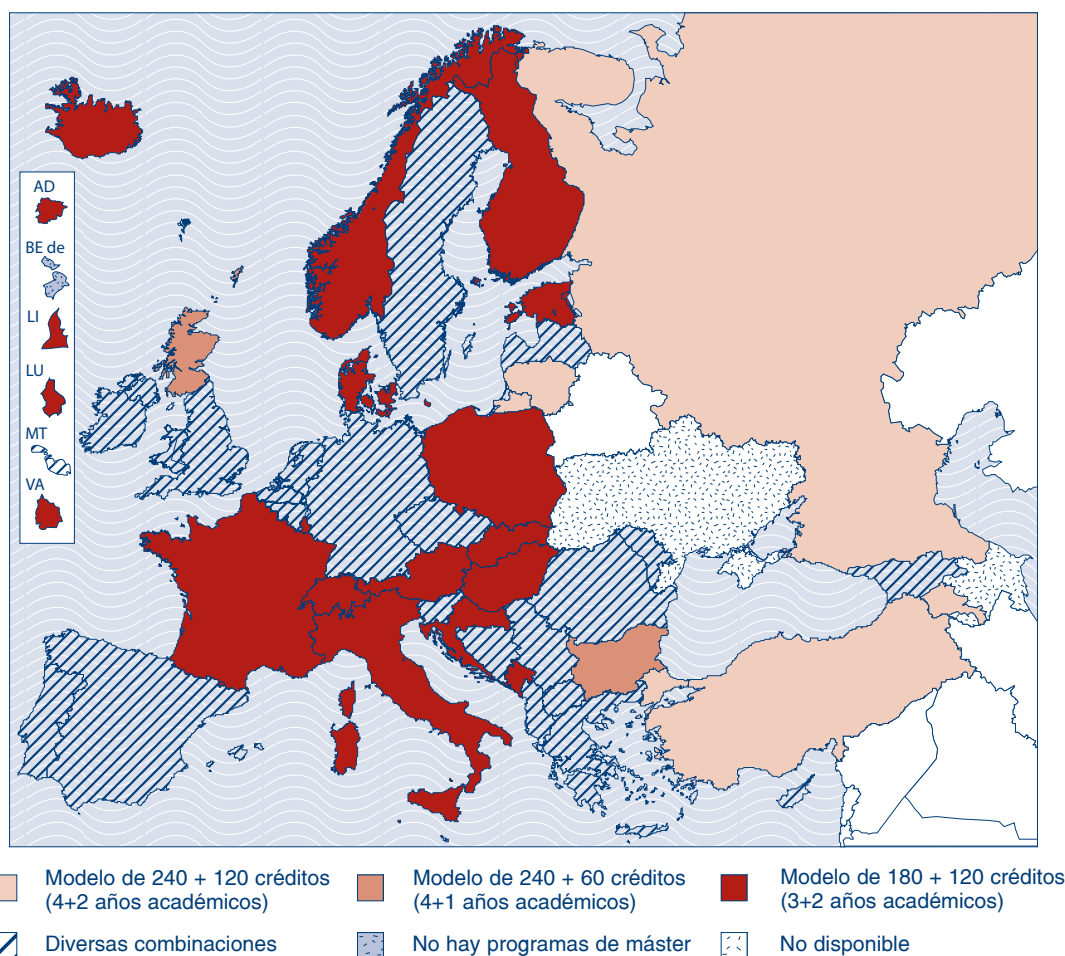 AD
BE de
LI
LU
MT
VA
Modelo de 240 + 120 créditos
(4+2 años académicos)
Modelo de 240 + 60 créditos
(4+1 años académicos)
Modelo de 180 + 120 créditos
(3+2 años académicos)
Diversas combinaciones
No hay programas de máster
No disponible